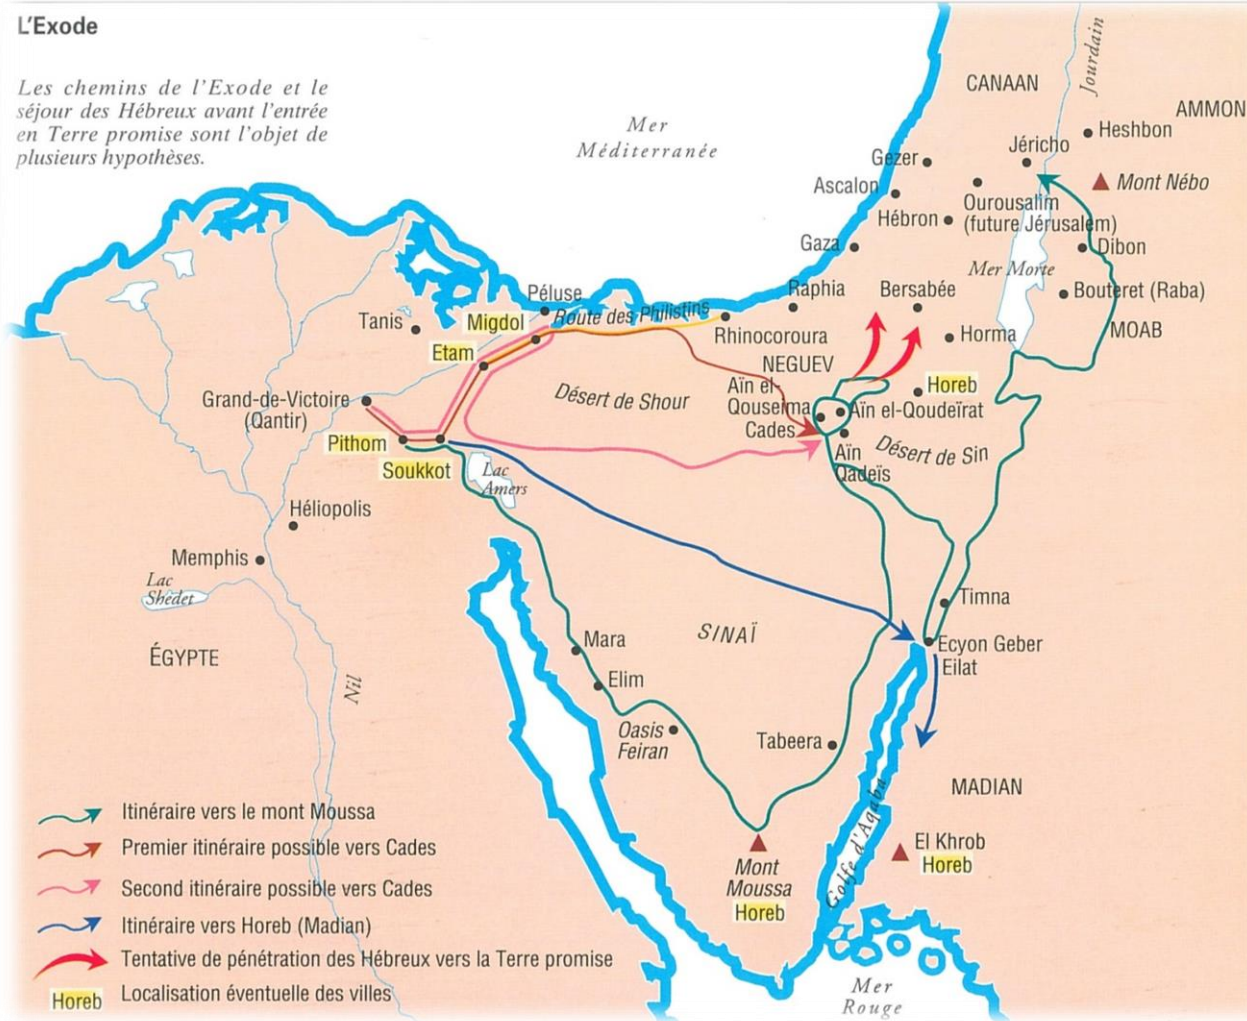 L'Exode
Les chemins de l'Exode et le
séjour des Hébreux avant l'entrée
en Terre promise sont l'objet de
plusieurs hypothèses.
Mer
Méditerranée
CANAAN
Jourdain
AMMON
Heshbon
Jéricho
Gezer
Mont Nébo
Ascalon
Ourousalim
(future Jérusalem)
Hébron
Gaza
Dibon
Mer Morte
Bouteret (Raba)
Raphia
Bersabée
Péluse
Route des Philistins
Migdol
Tanis
Rhinocoroura
Horma
MOAB
Etam
NEGUEV
Aïn el-
Qouseima
Horeb
Désert de Shour
Grand-de-Victoire
(Qantir)
Aïn el-Qoudeïrat
Cades
Pithom
Désert de Sin
Aïn
Qadeïs
Soukkot
Lac
Amers
Héliopolis
Memphis
Lac
Shédet
Timna
SINAÏ
Mara
Ecyon Geber
Eilat
ÉGYPTE
Nil
Elim
Oasis
Feiran
Tabeera
MADIAN
Golfe d'Aqaba
El Khrob
Horeb
Mont
Moussa
Horeb
Mer
Rouge
Itinéraire vers le mont Moussa
Premier itinéraire possible vers Cades
Second itinéraire possible vers Cades
Itinéraire vers Horeb (Madian)
Tentative de pénétration des Hébreux vers la Terre promise
Horeb Localisation éventuelle des villes